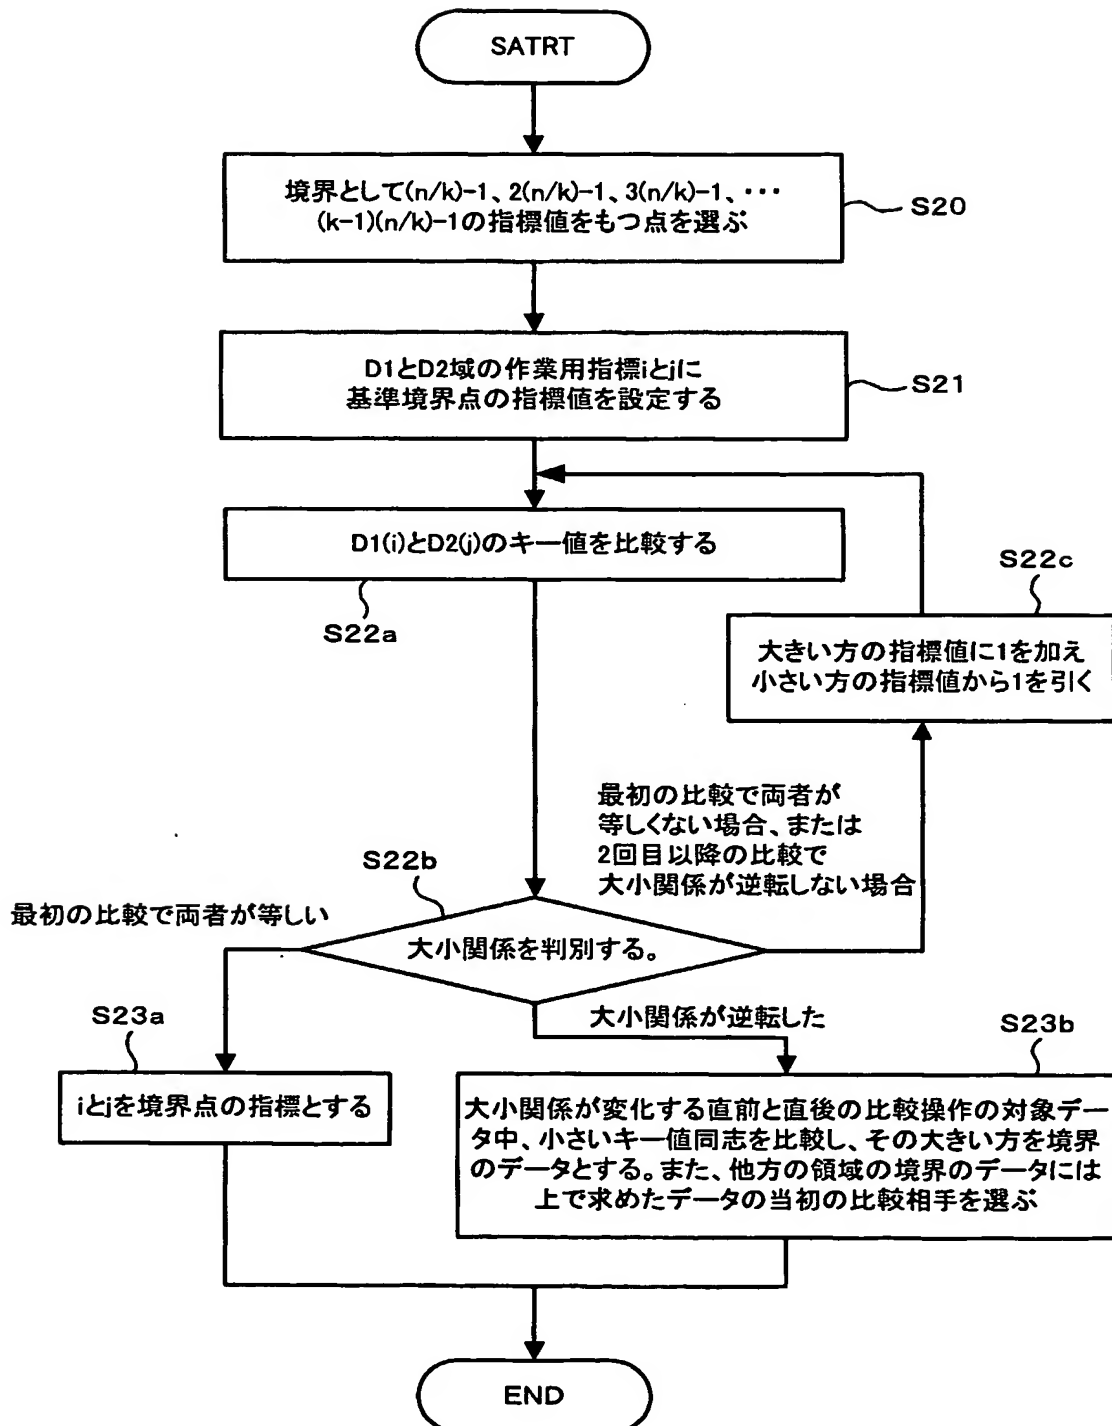 SATRT
境界として(n/k)-1、2(n/k)-1、3(n/k)-1、・・・
(k-1)(n/k)-1の指標値をもつ点を選ぶ
S20
D1とD2域の作業用指標iとjに
基準境界点の指標値を設定する
S21
D1(i)とD2(j)のキー値を比較する
S22a
S22c
大きい方の指標値に1を加え
小さい方の指標値から1を引く
最初の比較で両者が
等しくない場合、または
2回目以降の比較で
大小関係が逆転しない場合
S22b
最初の比較で両者が等しい
大小関係を判別する。
大小関係が逆転した
S23a
iとjを境界点の指標とする
S23b
大小関係が変化する直前と直後の比較操作の対象デー
タ中、小さいキー値同志を比較し、その大きい方を境界
のデータとする。また、他方の領域の境界のデータには
上で求めたデータの当初の比較相手を選ぶ
END